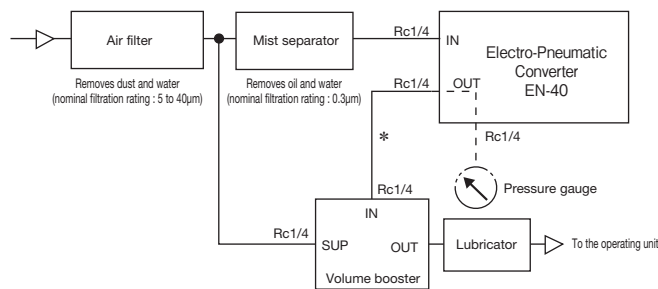 Air filter
Removes dust and water
(nominal filtration rating : 5 to 40μm)
Mist separator
Removes oil and water
(nominal filtration rating : 0.3μm)
Rc1/4
IN
Electro-Pneumatic
Converter
EN-40
Rc1/4
OUT
Rc1/4
*
Pressure gauge
Rc1/4
IN
Rc1/4
SUP
OUT
Volume booster
Lubricator
To the operating unit